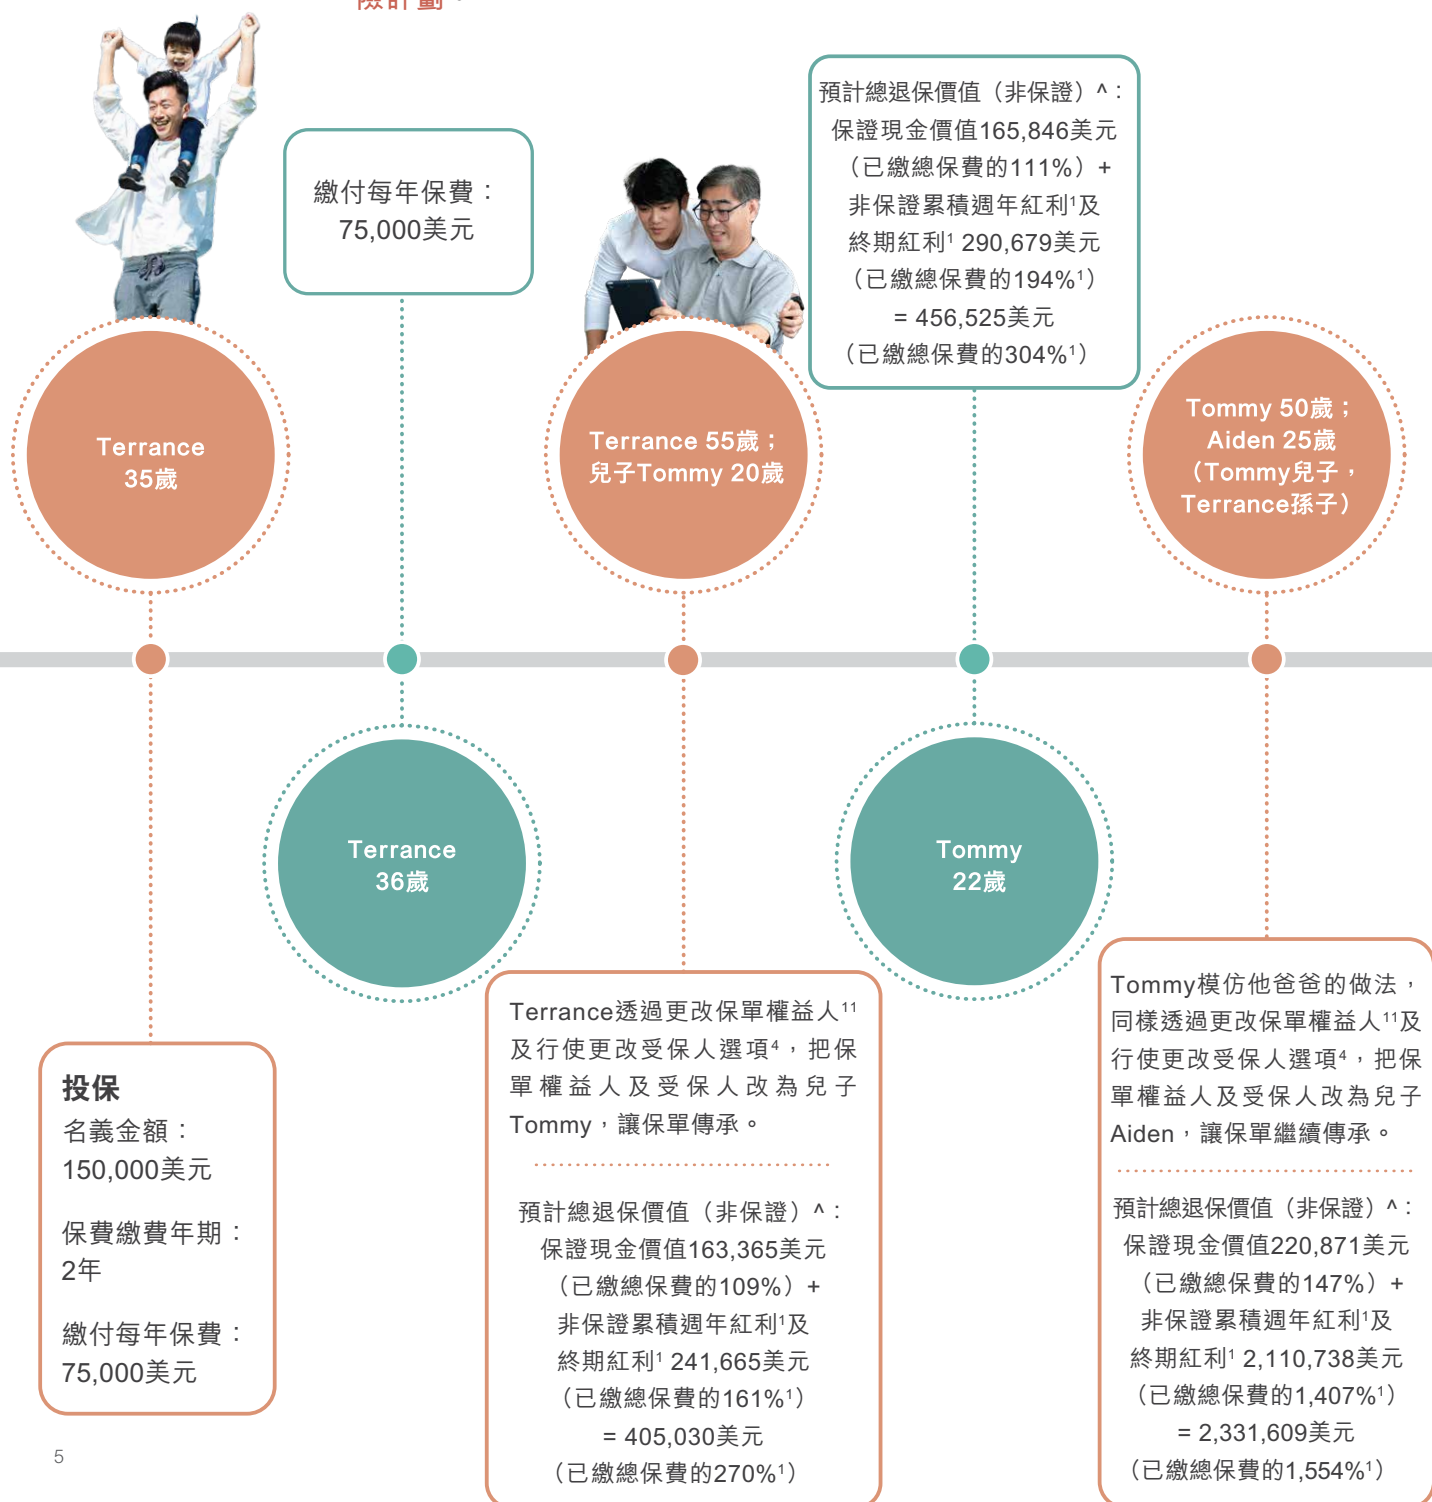 險計劃。
繳付每年保費：
75,000美元
預計總退保價值（非保證）^：
保證現金價值165,846美元
（已繳總保費的111%）+
非保證累積週年紅利¹及
終期紅利¹ 290,679美元
（已繳總保費的194%¹）
= 456,525美元
（已繳總保費的304%¹）
Terrance
35歲
Terrance 55歲；
兒子Tommy 20歲
Tommy 50歲；
Aiden 25歲
（Tommy兒子，
Terrance孫子）
Terrance
36歲
Tommy
22歲
投保
名義金額：
150,000美元
保費繳費年期：
2年
繳付每年保費：
75,000美元
Terrance透過更改保單權益人¹¹
及行使更改受保人選項⁴，把保
單權益人及受保人改為兒子
Tommy，讓保單傳承。
預計總退保價值（非保證）^：
保證現金價值163,365美元
（已繳總保費的109%）+
非保證累積週年紅利¹及
終期紅利¹ 241,665美元
（已繳總保費的161%¹）
= 405,030美元
（已繳總保費的270%¹）
Tommy模仿他爸爸的做法，
同樣透過更改保單權益人¹¹及
行使更改受保人選項⁴，把保
單權益人及受保人改為兒子
Aiden，讓保單繼續傳承。
預計總退保價值（非保證）^：
保證現金價值220,871美元
（已繳總保費的147%）+
非保證累積週年紅利¹及
終期紅利¹ 2,110,738美元
（已繳總保費的1,407%¹）
= 2,331,609美元
（已繳總保費的1,554%¹）
5